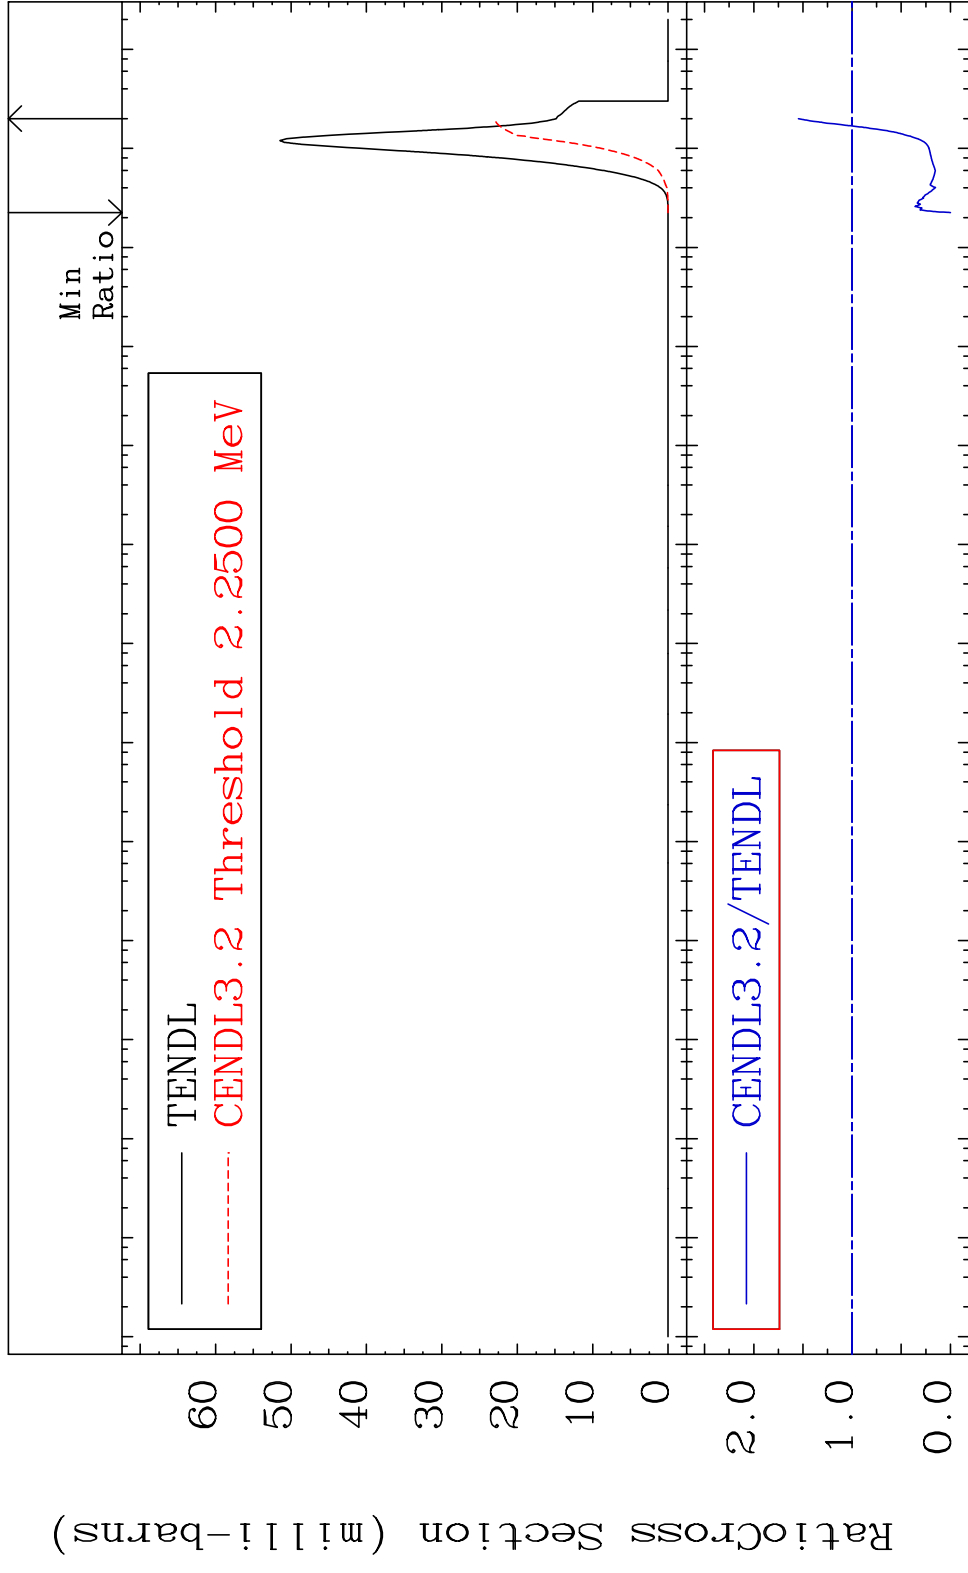 Min
Ratio
TENDL
CENDL3.2 Threshold 2.2500 MeV
60
50
40
30
20
10
0
Cross Section (milli-barns)
CENDL3.2/TENDL
2.0
1.0
0.0
Ratio